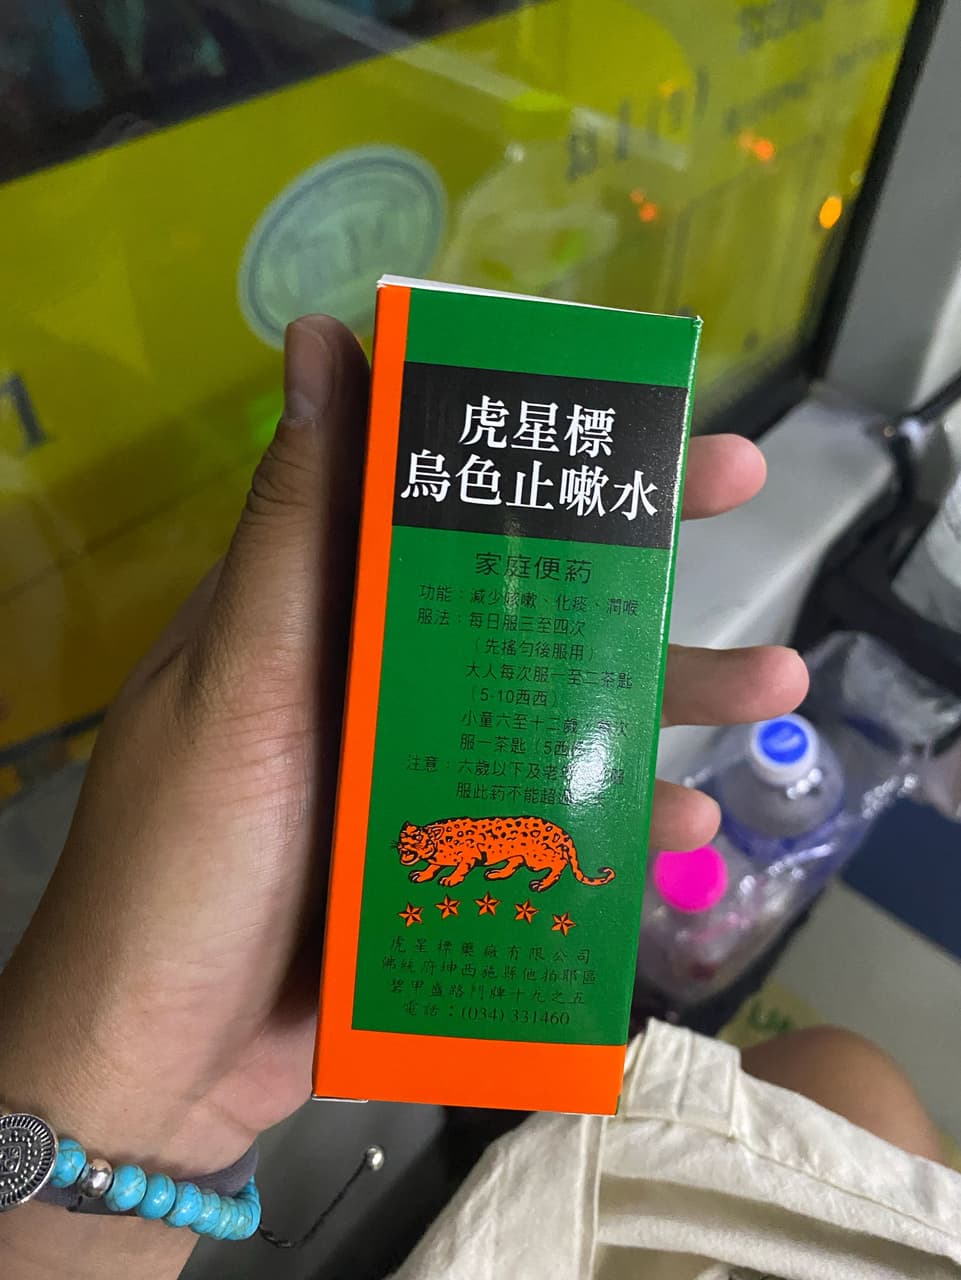 虎星標
烏色止嗽水
家庭便葯
功能：減少咳嗽、化痰、潤喉
服法：每日服三至四次
（先搖勻後服用）
大人每次服一至二茶匙
（5-10西西）
小童六至十二歲，每次
服一茶匙（5西西
注意：六歲以下及老
服此葯不能超過
虎星標藥廠有限公司
佛統府坤西施縣他柏耶區
碧甲盛路門牌十九之五
電話：(034) 331460